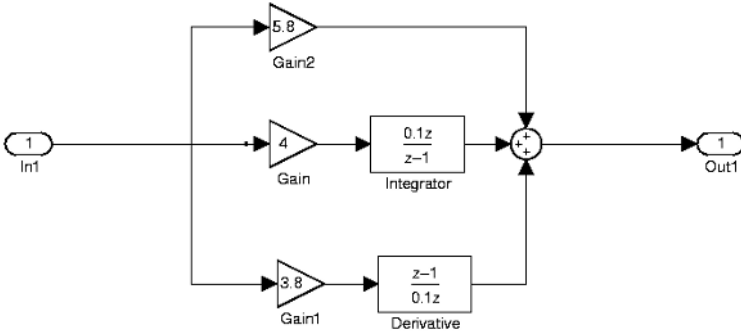 5.8
Gain2
1
In1
4
Gain
0.1z
z-1
Integrator
+
+
+
1
Out1
3.8
Gain1
z-1
0.1z
Derivative